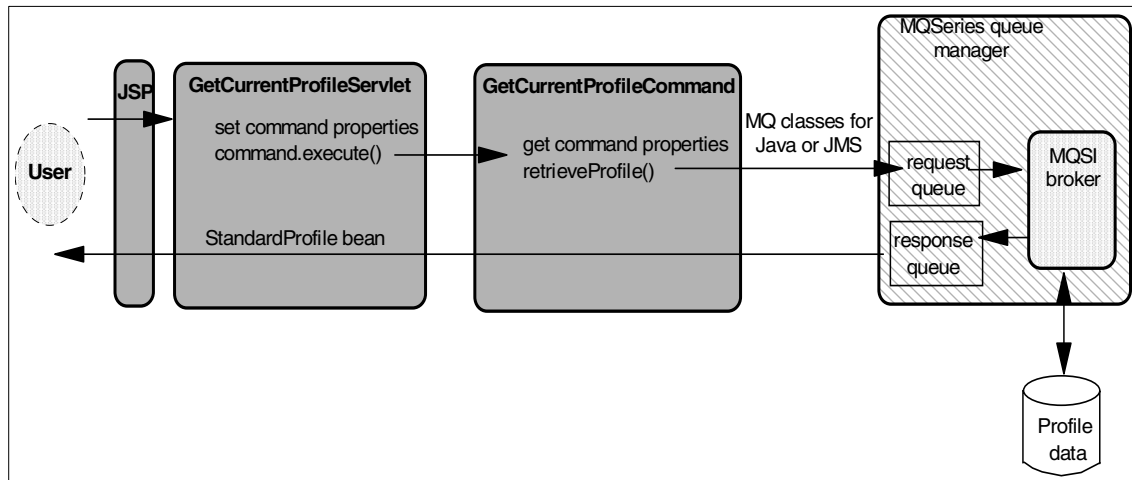 MQSeries queue
manager
JSP
GetCurrentProfileServlet
GetCurrentProfileCommand
set command properties
command.execute()
get command properties
retrieveProfile()
MQ classes for
Java or JMS
request
queue
MQSI
broker
User
StandardProfile bean
response
queue
Profile
data